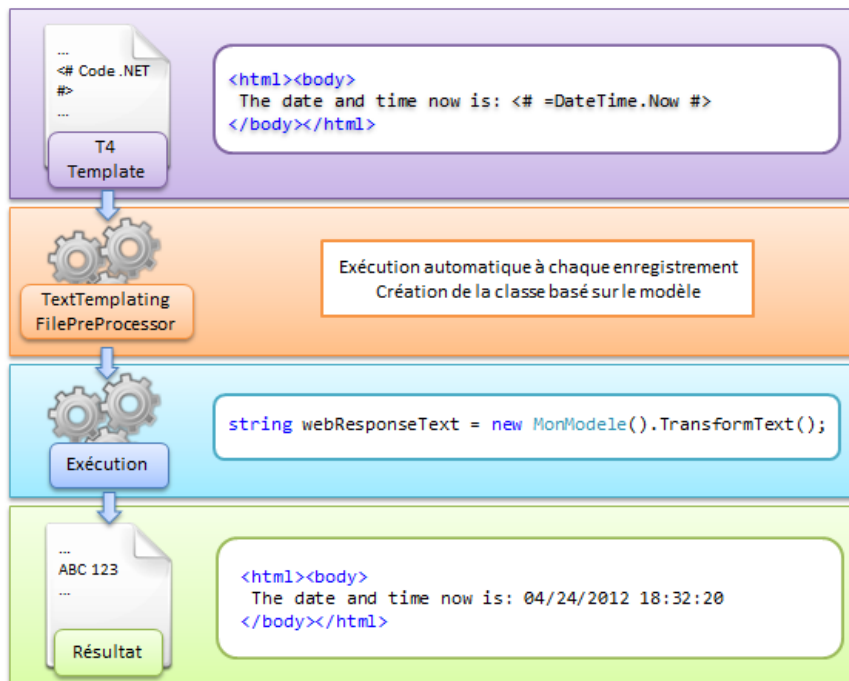 ...
<# Code .NET
#>
...
T4
Template
<html><body>
The date and time now is: <# =DateTime.Now #>
</body></html>
TextTemplating
FilePreProcessor
Exécution automatique à chaque enregistrement
Création de la classe basé sur le modèle
Exécution
string webResponseText = new MonModele().TransformText();
...
ABC 123
...
Résultat
<html><body>
The date and time now is: 04/24/2012 18:32:20
</body></html>